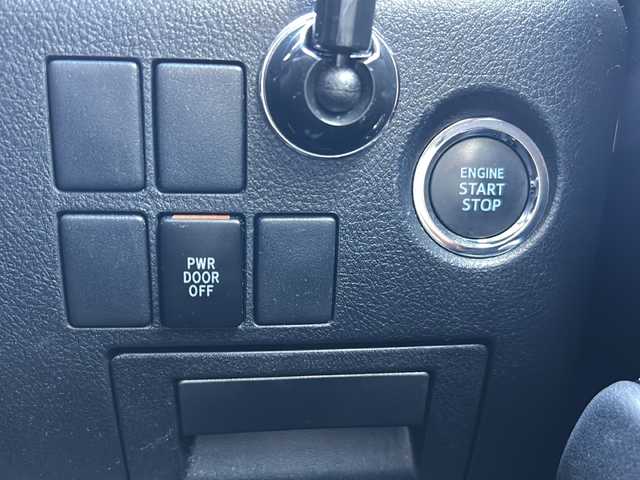 ENGINE
START
STOP
PWR
DOOR
OFF